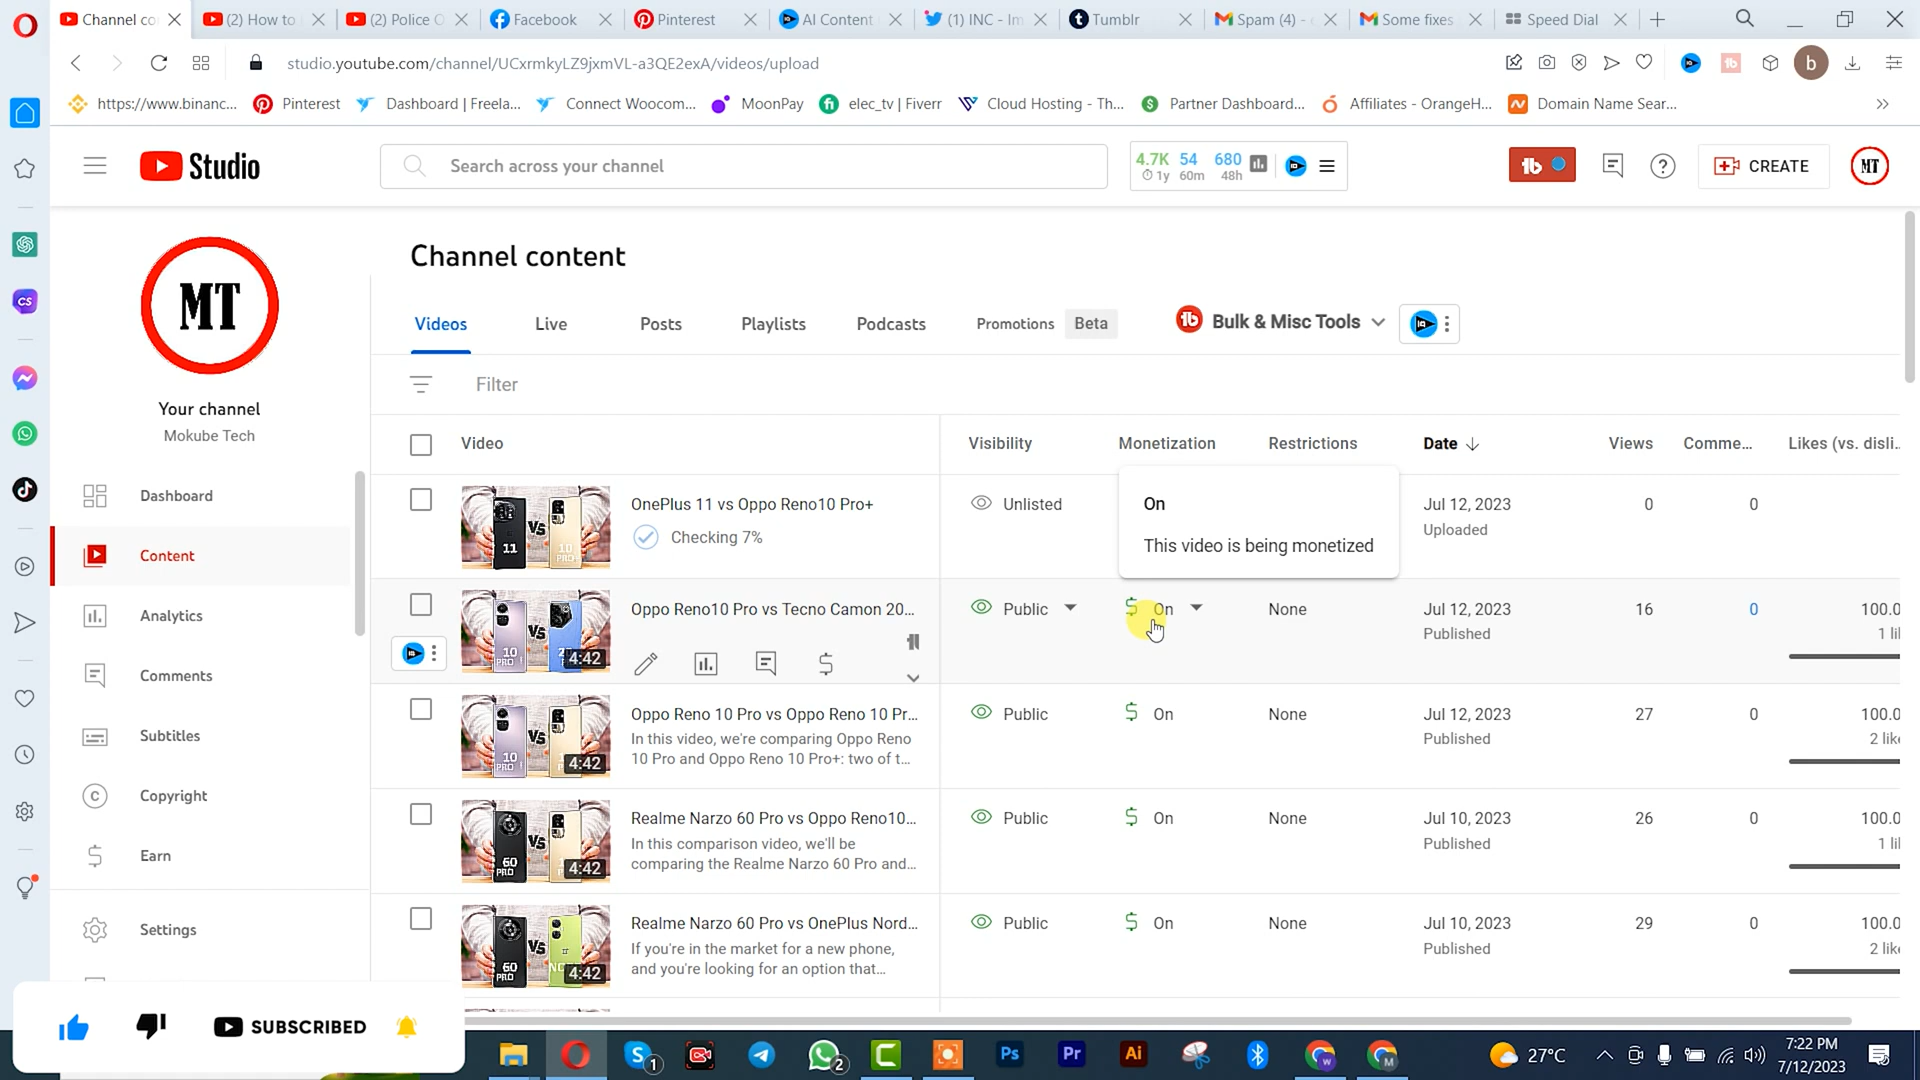 Channel co
(2) How to
(2) Police O
Facebook
Pinterest
AI Content
(1) INC - Im
Tumblr
Spam (4) -
Some fixes
Speed Dial
studio.youtube.com/channel/UCxrmkyLZ9jxmVL-a3QE2exA/videos/upload
b
https://www.binanc...
Pinterest
Dashboard | Freela...
Connect Woocom...
MoonPay
elec_tv | Fiverr
Cloud Hosting - Th...
Partner Dashboard...
Affiliates - OrangeH...
Domain Name Sear...
Studio
Search across your channel
4.7K 54 680
1y 60m 48h
CREATE
MT
MT
Your channel
Mokube Tech
Dashboard
Content
Analytics
Comments
Subtitles
Copyright
Earn
Settings
Channel content
Videos
Live
Posts
Playlists
Podcasts
Promotions
Beta
Bulk & Misc Tools
Filter
Video
Visibility
Monetization
Restrictions
Date
Views
Comme...
Likes (vs. disli...
OnePlus 11 vs Oppo Reno10 Pro+
Checking 7%
Unlisted
On
This video is being monetized
Jul 12, 2023
Uploaded
0
0
Oppo Reno10 Pro vs Tecno Camon 20...
4:42
Public
On
None
Jul 12, 2023
Published
16
0
100.0
1 li
Oppo Reno 10 Pro vs Oppo Reno 10 Pr...
In this video, we're comparing Oppo Reno
10 Pro and Oppo Reno 10 Pro+: two of t...
4:42
Public
On
None
Jul 12, 2023
Published
27
0
100.0
2 like
Realme Narzo 60 Pro vs Oppo Reno10...
In this comparison video, we'll be
comparing the Realme Narzo 60 Pro and...
4:42
Public
On
None
Jul 10, 2023
Published
26
0
100.0
1 li
Realme Narzo 60 Pro vs OnePlus Nord...
If you're in the market for a new phone,
and you're looking for an option that...
4:42
Public
On
None
Jul 10, 2023
Published
29
0
100.0
2 like
SUBSCRIBED
27°C
7:22 PM
7/12/2023